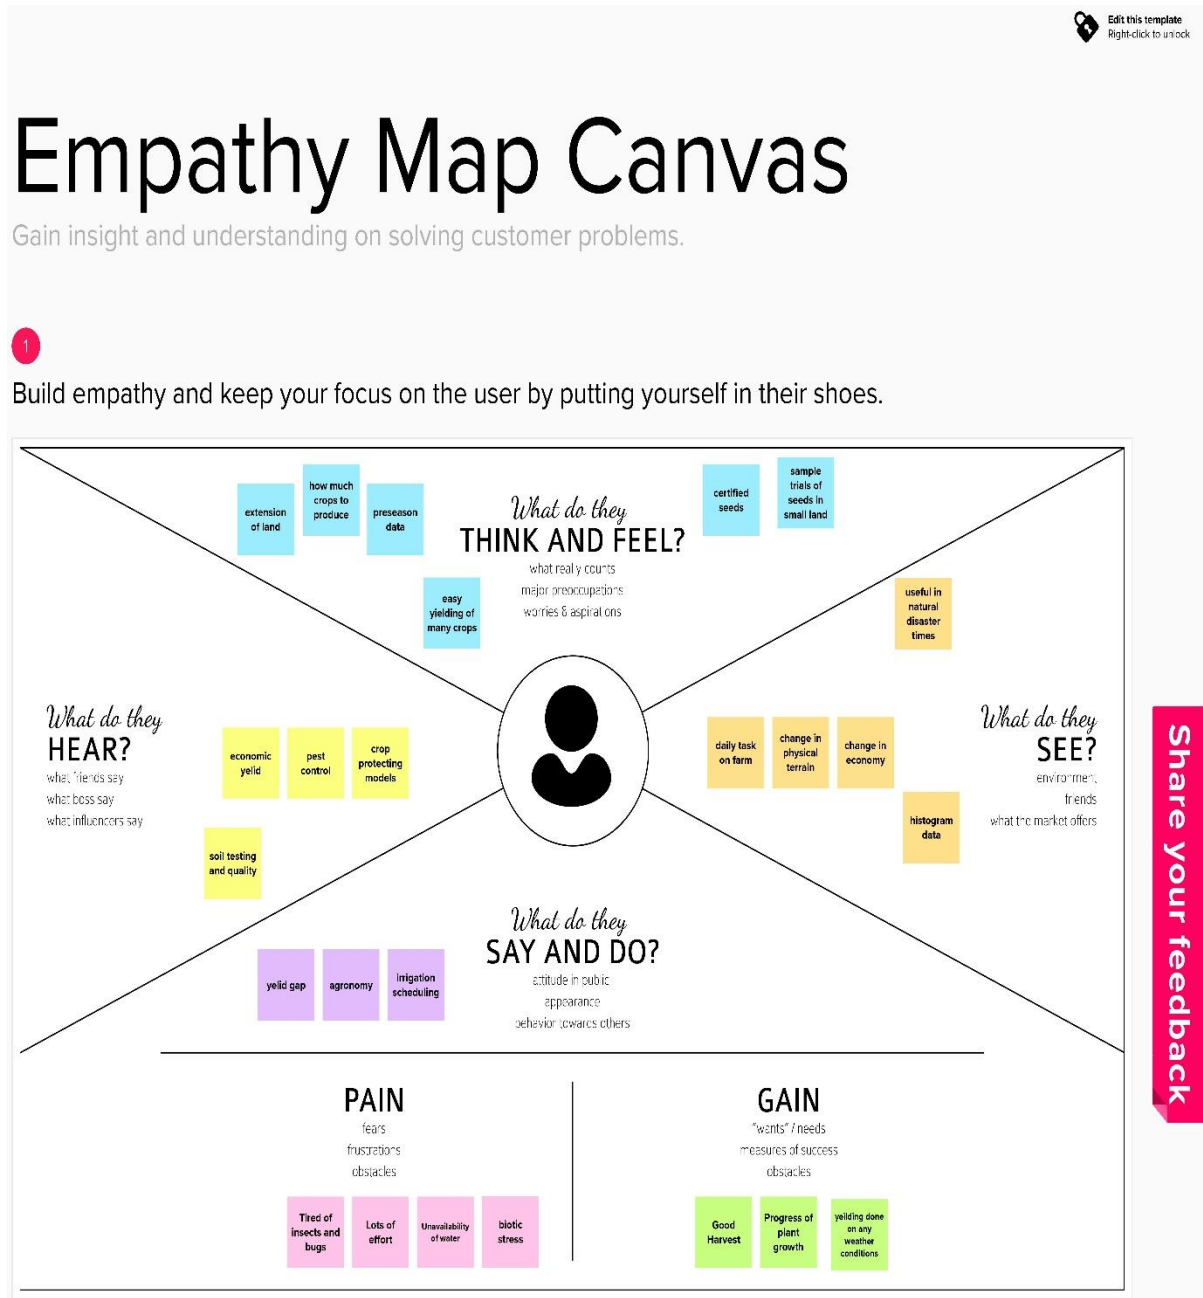 Edit this template
Right-click to unlock
Empathy Map Canvas
Gain insight and understanding on solving customer problems.
1
Build empathy and keep your focus on the user by putting yourself in their shoes.
extension
of land
how much
crops to
produce
preseason
data
easy
yielding of
many crops
What do they
THINK AND FEEL?
what really counts
major preoccupations
worries & aspirations
certified
seeds
sample
trials of
seeds in
small land
What do they
HEAR?
what friends say
what boss say
what influencers say
economic
yelid
pest
control
crop
protecting
models
soil testing
and quality
useful in
natural
disaster
times
daily task
on farm
change in
physical
terrain
change in
economy
histogram
data
What do they
SEE?
environment
friends
what the market offers
What do they
SAY AND DO?
attitude in public
appearance
behavior towards others
yelid gap
agronomy
Irrigation
scheduling
PAIN
fears
frustrations
obstacles
Tired of
insects and
bugs
Lots of
effort
Unavailability
of water
biotic
stress
GAIN
"wants" / needs
measures of success
obstacles
Good
Harvest
Progress of
plant
growth
yeilding done
on any
weather
conditions
Share your feedback